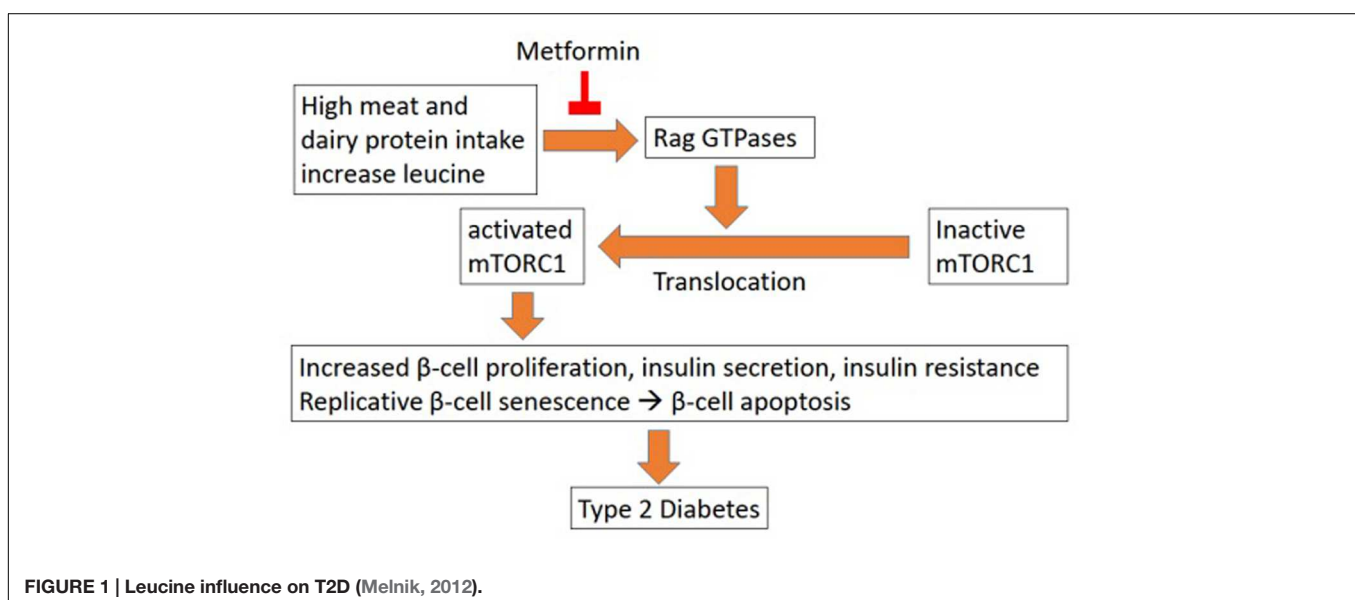 Metformin
High meat and
dairy protein intake
increase leucine
Rag GTPases
activated
mTORC1
Inactive
mTORC1
Translocation
Increased β-cell proliferation, insulin secretion, insulin resistance
Replicative β-cell senescence → β-cell apoptosis
Type 2 Diabetes
FIGURE 1 | Leucine influence on T2D (Melnik, 2012).